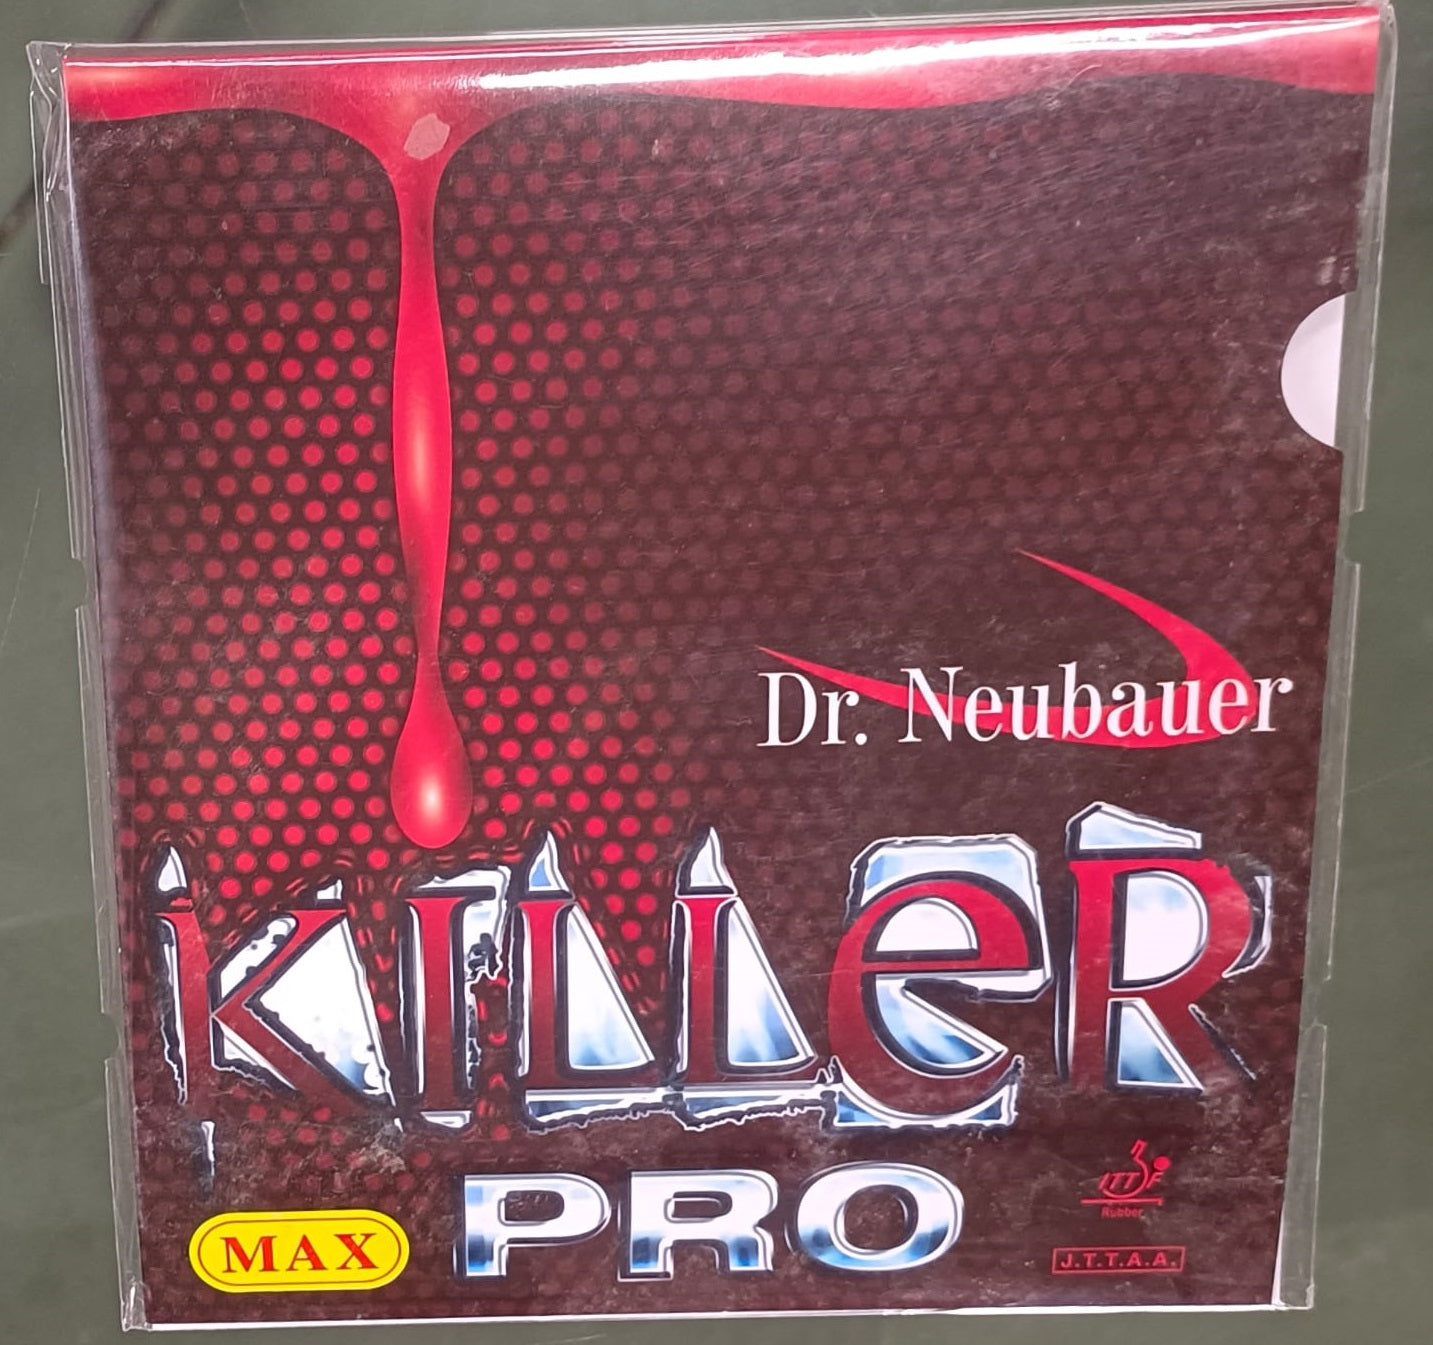 Dr. Neubauer
KILLeR
PRO
MAX
ITTF
Rubber
J.T.T.A.A.